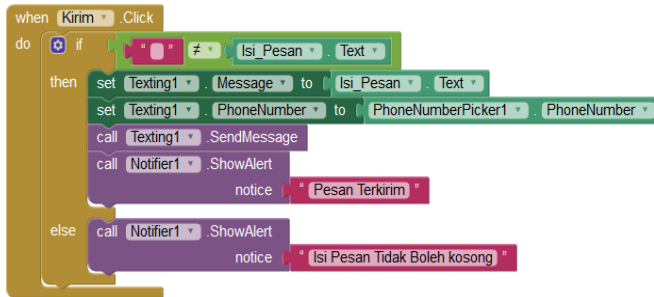 when Kirim .Click
do if " " ≠ Isi_Pesan . Text
then set Texting1 . Message to Isi_Pesan . Text
set Texting1 . PhoneNumber to PhoneNumberPicker1 . PhoneNumber
call Texting1 .SendMessage
call Notifier1 .ShowAlert
notice " Pesan Terkirim "
else call Notifier1 .ShowAlert
notice " Isi Pesan Tidak Boleh kosong "